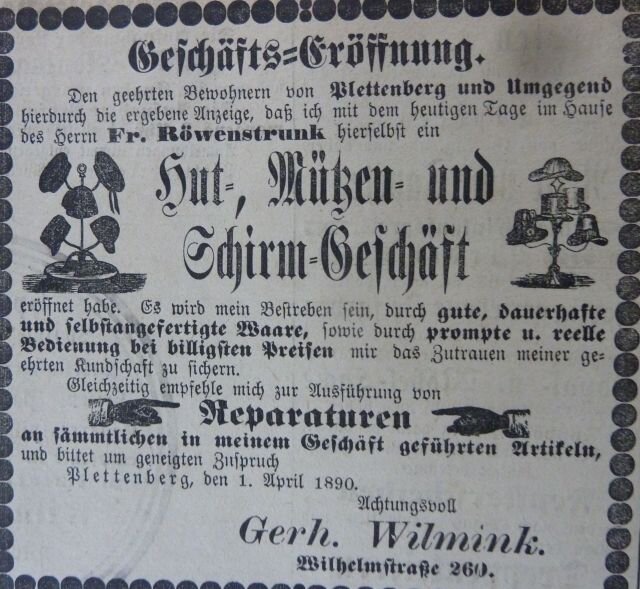 Geschäfts=Eröffnung.
Den geehrten Bewohnern von Plettenberg und Umgegend
hierdurch die ergebene Anzeige, daß ich mit dem heutigen Tage im Hause
des Herrn Fr. Röwenstrunk hierselbst ein
Hut=, Mützen= und
Schirm=Geschäft
eröffnet habe. Es wird mein Bestreben sein, durch gute, dauerhafte
und selbstangefertigte Waare, sowie durch prompte u. reelle
Bedienung bei billigsten Preisen mir das Zutrauen meiner ge=
ehrten Kundschaft zu sichern.
Gleichzeitig empfehle mich zur Ausführung von
Reparaturen
an sämmtlichen in meinem Geschäft geführten Artikeln,
und bittet um geneigten Zuspruch
Plettenberg, den 1. April 1890.
Achtungsvoll
Gerh. Wilmink.
Wilhelmstraße 260.